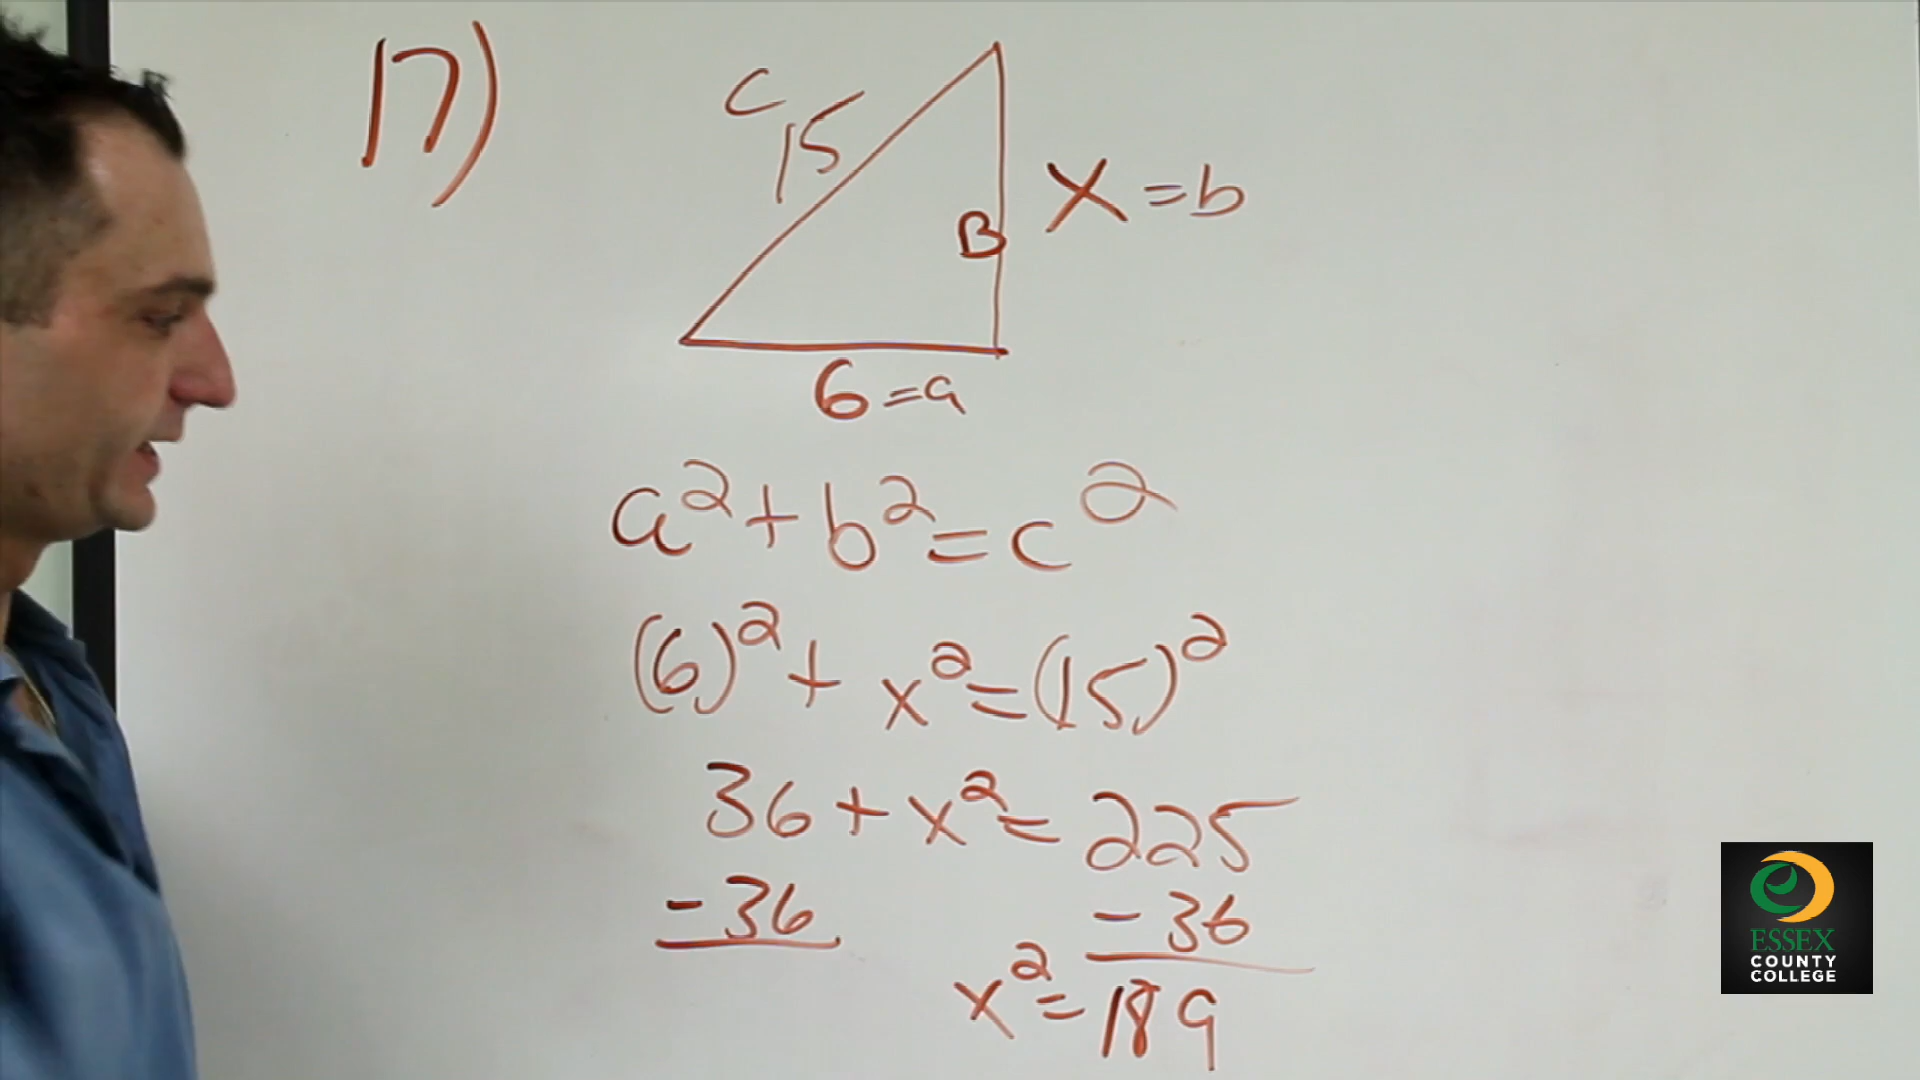 17)
c
15
B
x = b
6 = a
a² + b² = c²
(6)² + x² = (15)²
36 + x² = 225
- 36 - 36
x² = 189
ESSEX
COUNTY
COLLEGE